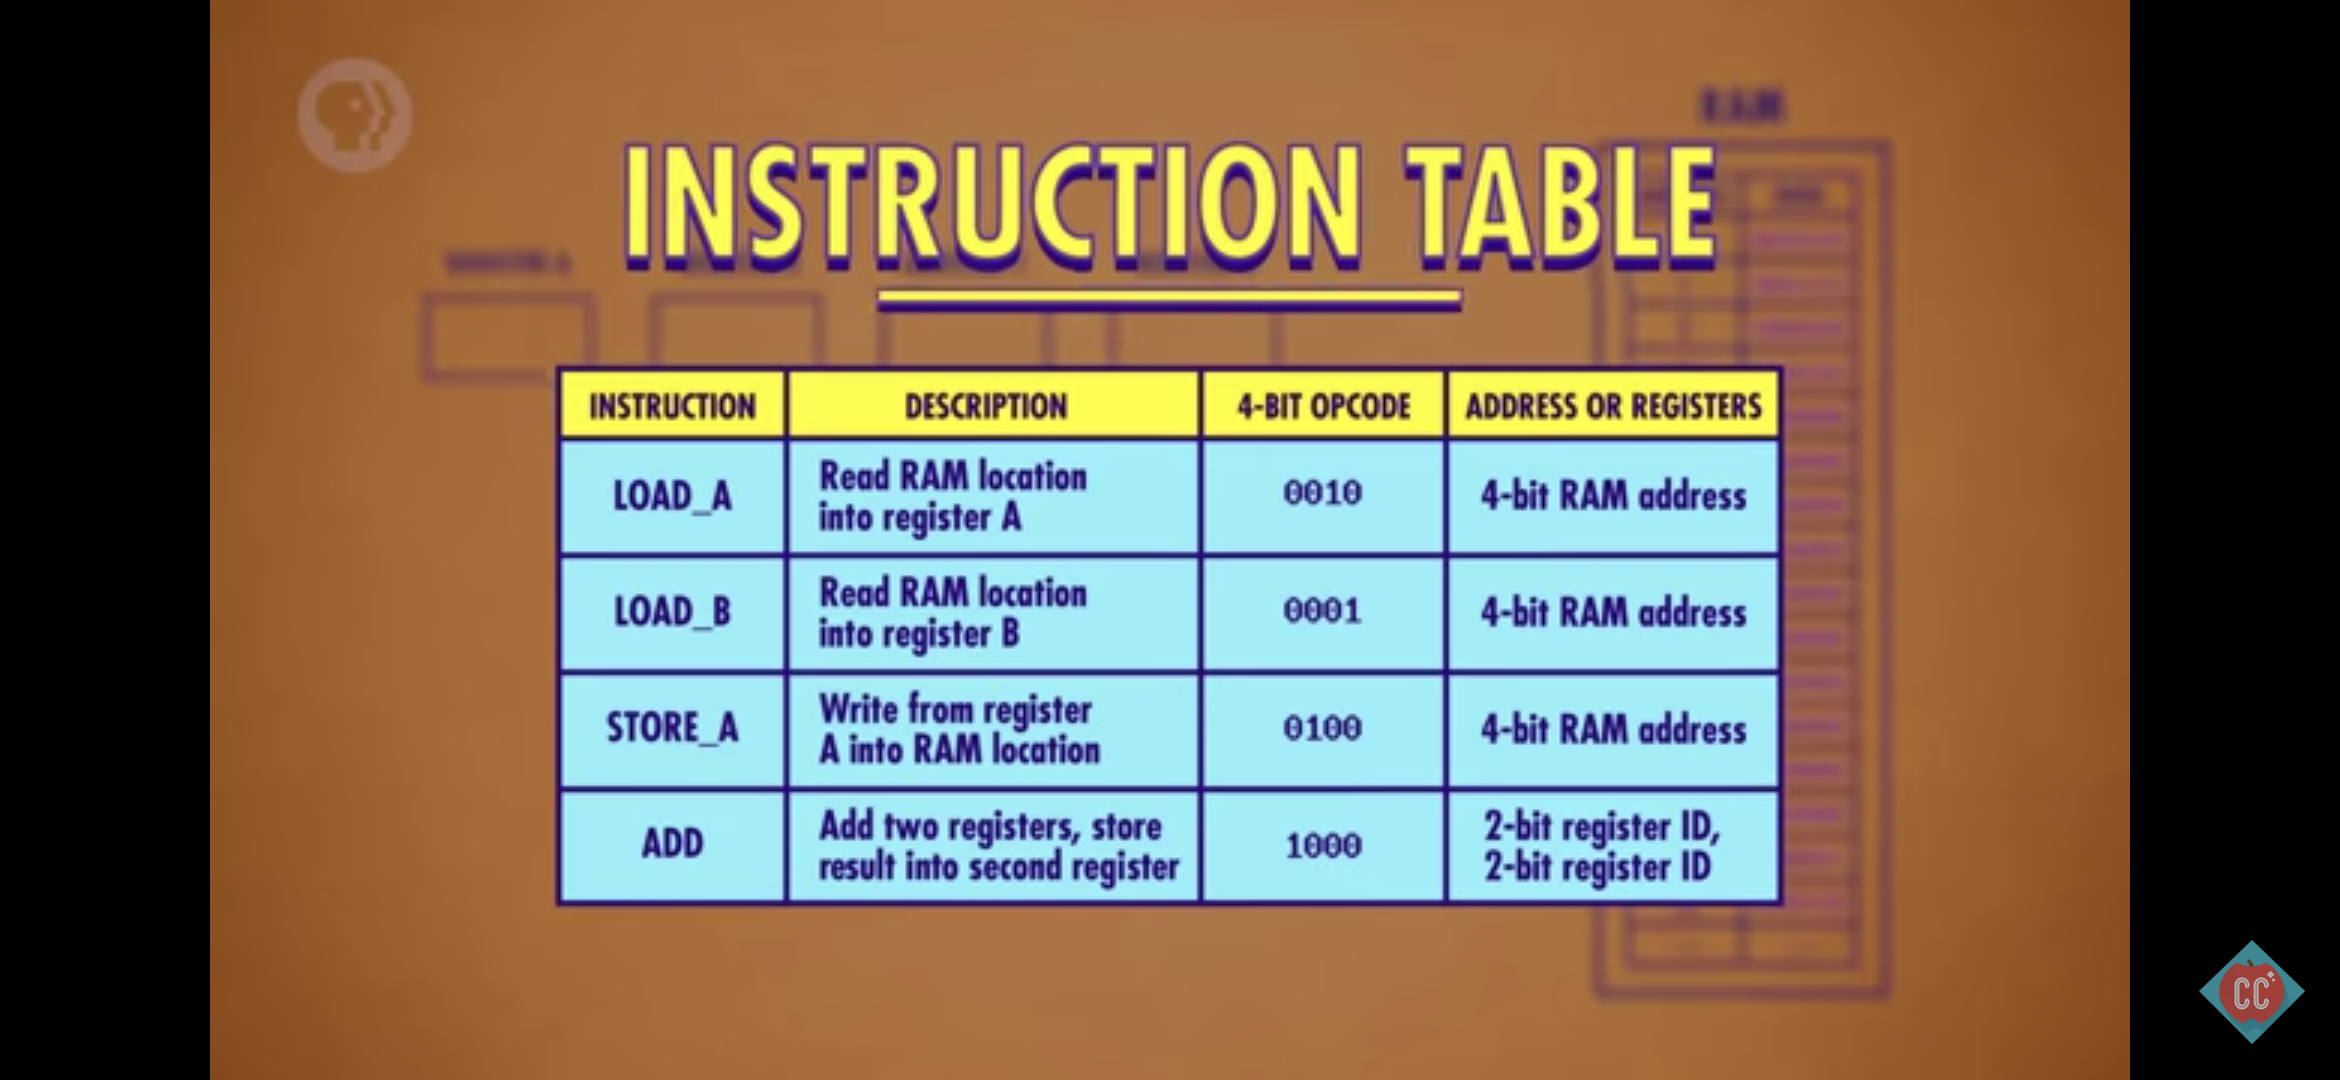 RAM
INSTRUCTION TABLE
INSTRUCTION
DESCRIPTION
4-BIT OPCODE
ADDRESS OR REGISTERS
LOAD_A
Read RAM location
into register A
0010
4-bit RAM address
LOAD_B
Read RAM location
into register B
0001
4-bit RAM address
STORE_A
Write from register
A into RAM location
0100
4-bit RAM address
ADD
Add two registers, store
result into second register
1000
2-bit register ID,
2-bit register ID
CC